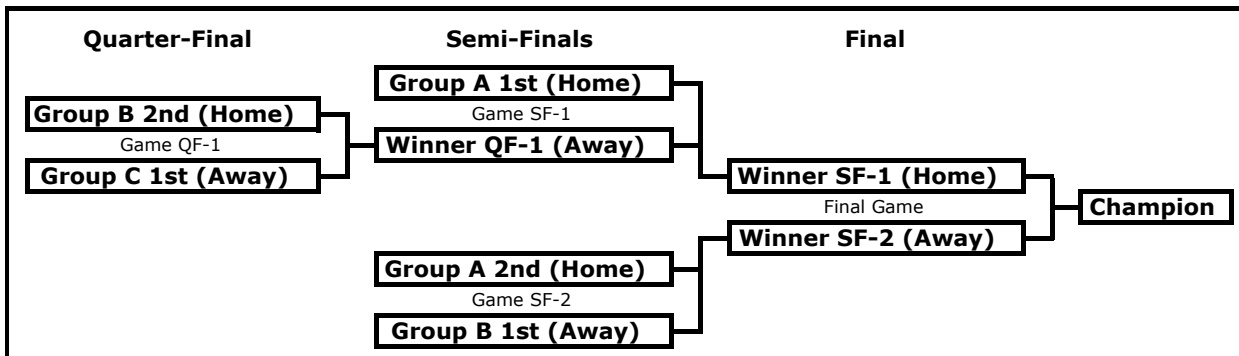 Quarter-Final
Semi-Finals
Final
Group A 1st (Home)
Game SF-1
Group B 2nd (Home)
Game QF-1
Winner QF-1 (Away)
Group C 1st (Away)
Winner SF-1 (Home)
Final Game
Champion
Winner SF-2 (Away)
Group A 2nd (Home)
Game SF-2
Group B 1st (Away)